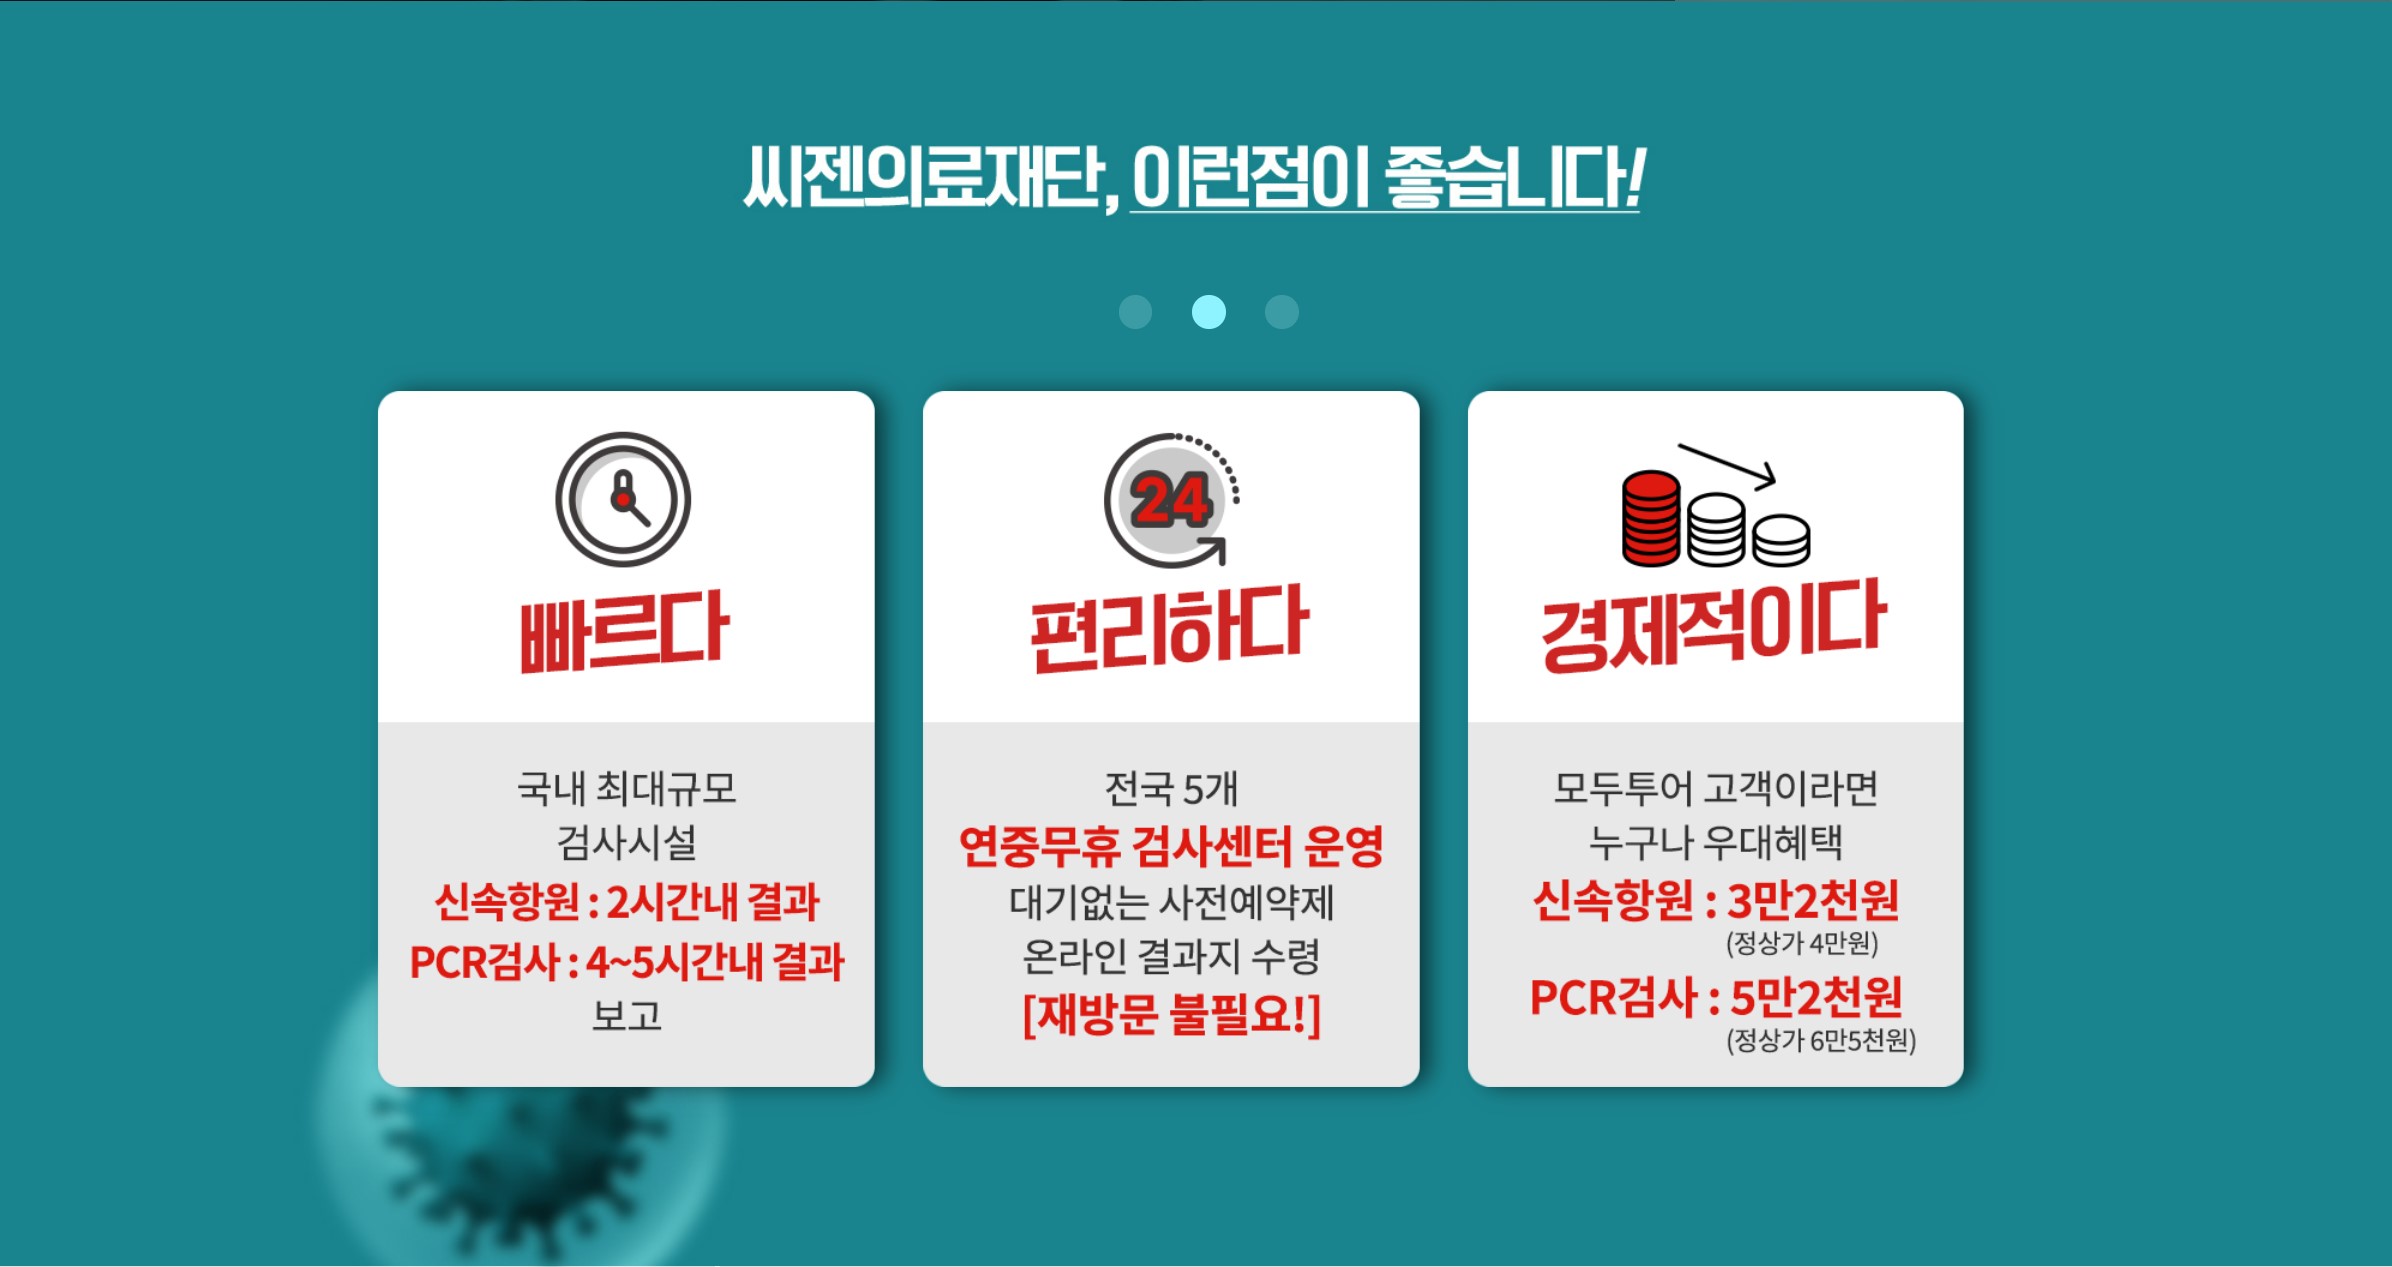 씨젠의료재단, 이런점이 좋습니다!
빠르다
국내 최대규모
검사시설
신속항원 : 2시간내 결과
PCR검사 : 4~5시간내 결과
보고
24
편리하다
전국 5개
연중무휴 검사센터 운영
대기없는 사전예약제
온라인 결과지 수령
[재방문 불필요!]
경제적이다
모두투어 고객이라면
누구나 우대혜택
신속항원 : 3만2천원
(정상가 4만원)
PCR검사 : 5만2천원
(정상가 6만5천원)